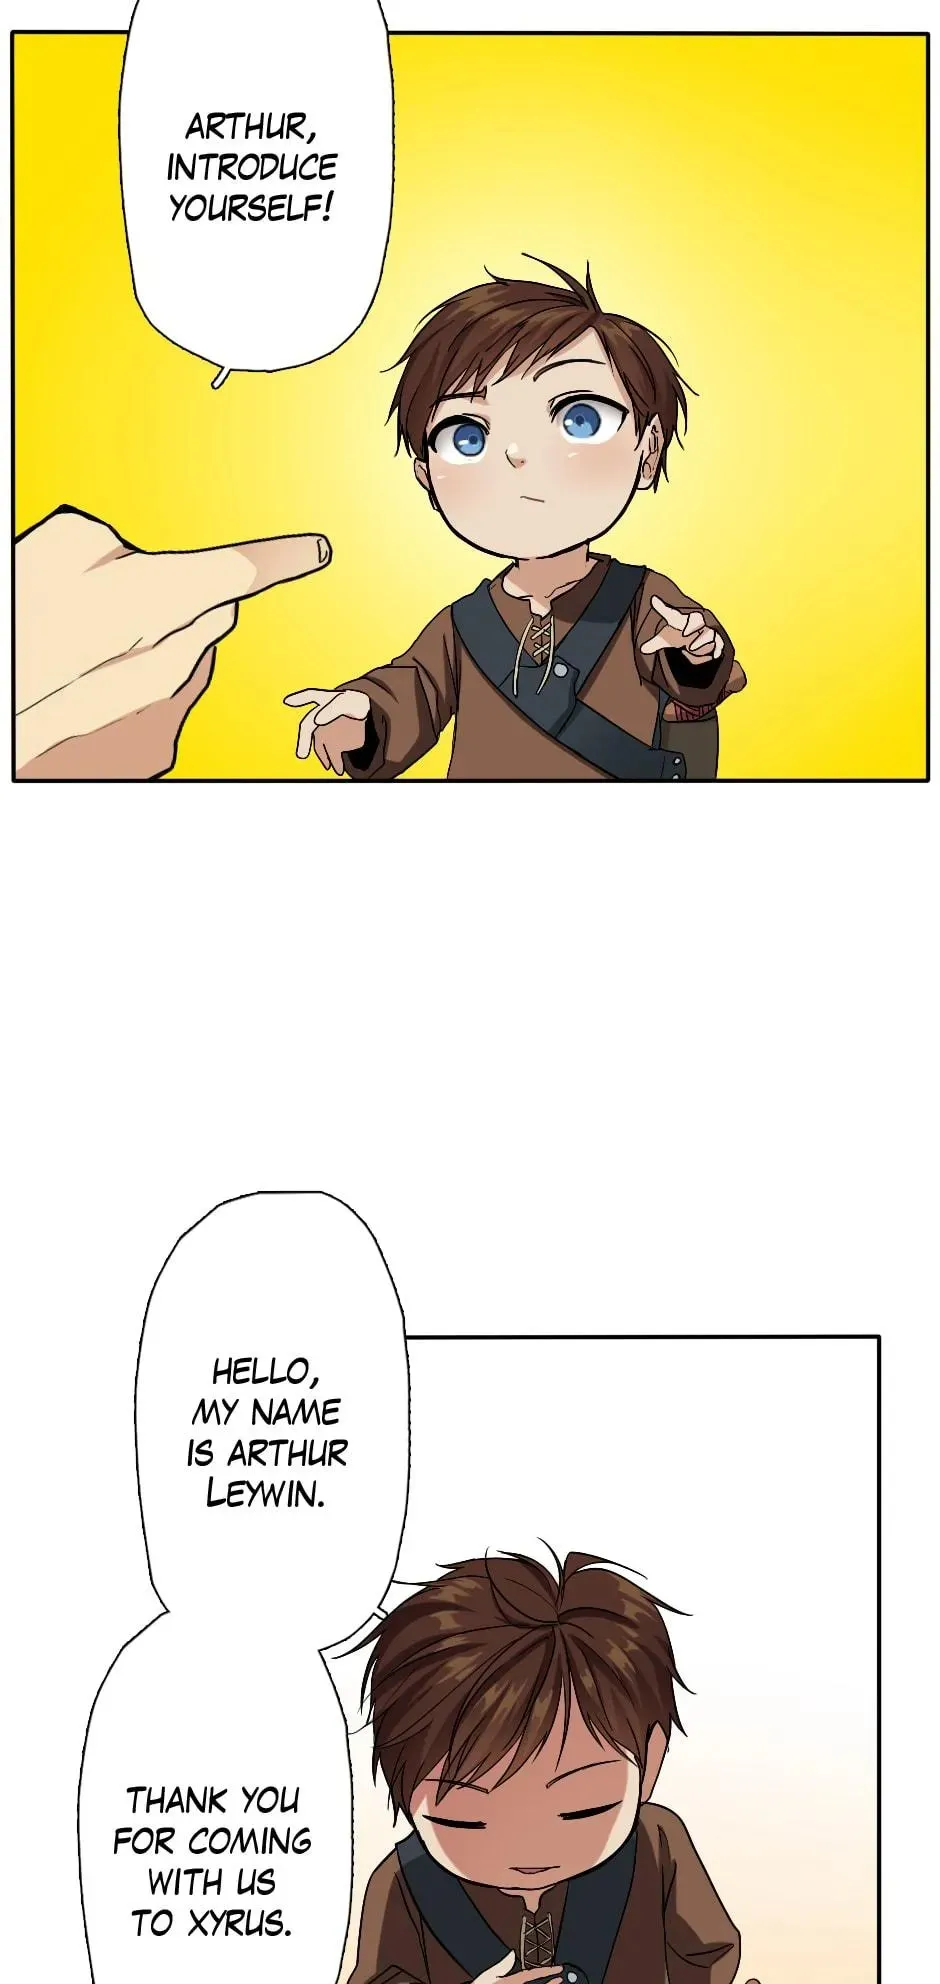 ARTHUR,
INTRODUCE
YOURSELF!
HELLO,
MY NAME
IS ARTHUR
LEYWIN.
THANK YOU
FOR COMING
WITH US
TO XYRUS.